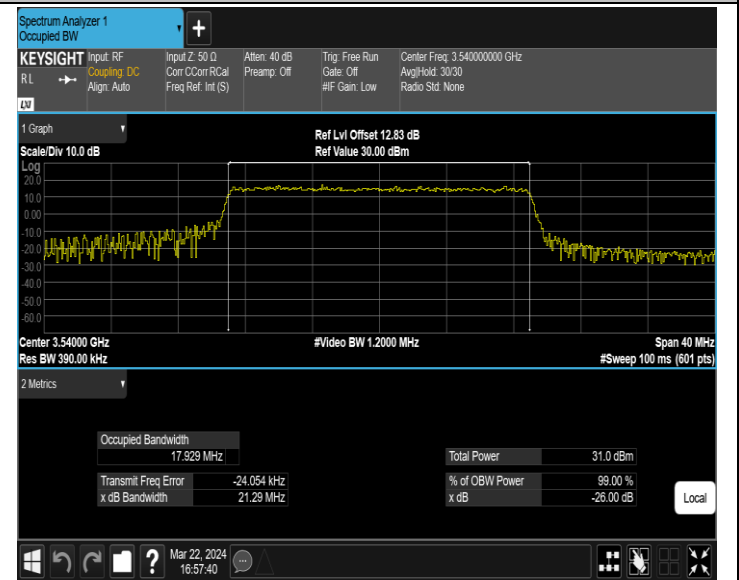 Spectrum Analyzer 1
Occupied BW
+
KEYSIGHT Input: RF Input Z: 50 Ω Atten: 40 dB Trig: Free Run Center Freq: 3.540000000 GHz
RL Coupling: DC Corr CCorr RCal Preamp: Off Gate: Off Avg|Hold: 30/30
Align: Auto Freq Ref: Int (S) #IF Gain: Low Radio Std: None
LXI
1 Graph
Ref Lvl Offset 12.83 dB
Scale/Div 10.0 dB Ref Value 30.00 dBm
Log
20.0
10.0
0.00
-10.0
-20.0
-30.0
-40.0
-50.0
-60.0
Center 3.54000 GHz #Video BW 1.2000 MHz Span 40 MHz
Res BW 390.00 kHz #Sweep 100 ms (601 pts)
2 Metrics
Occupied Bandwidth
17.929 MHz Total Power 31.0 dBm
Transmit Freq Error -24.054 kHz % of OBW Power 99.00 %
x dB Bandwidth 21.29 MHz x dB -26.00 dB
Local
? Mar 22, 2024
16:57:40